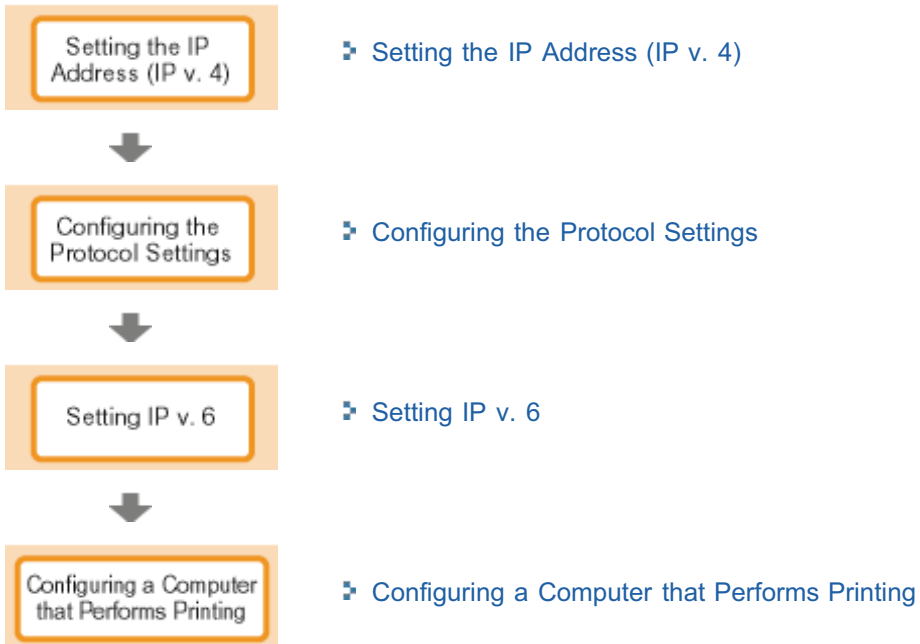 Setting the IP
Address (IP v. 4)
Setting the IP Address (IP v. 4)
Configuring the
Protocol Settings
Configuring the Protocol Settings
Setting IP v. 6
Setting IP v. 6
Configuring a Computer
that Performs Printing
Configuring a Computer that Performs Printing